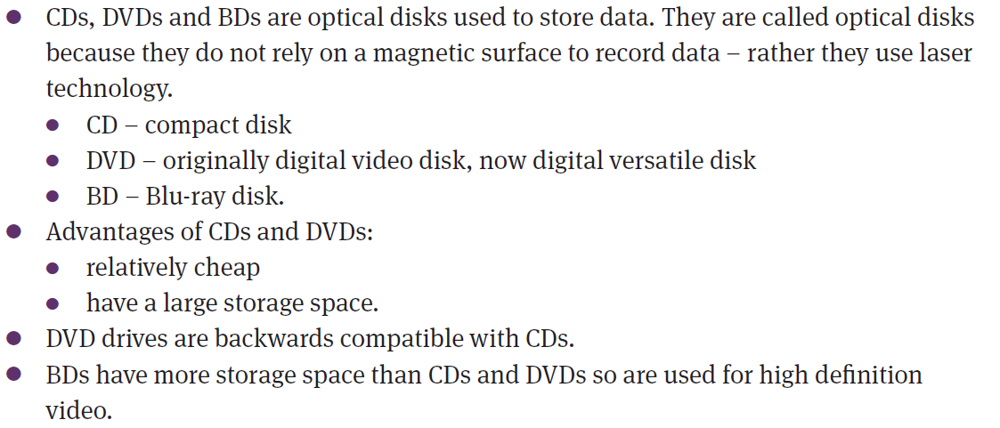 ● CDs, DVDs and BDs are optical disks used to store data. They are called optical disks
because they do not rely on a magnetic surface to record data – rather they use laser
technology.
● CD – compact disk
● DVD – originally digital video disk, now digital versatile disk
● BD – Blu-ray disk.
● Advantages of CDs and DVDs:
● relatively cheap
● have a large storage space.
● DVD drives are backwards compatible with CDs.
● BDs have more storage space than CDs and DVDs so are used for high definition
video.